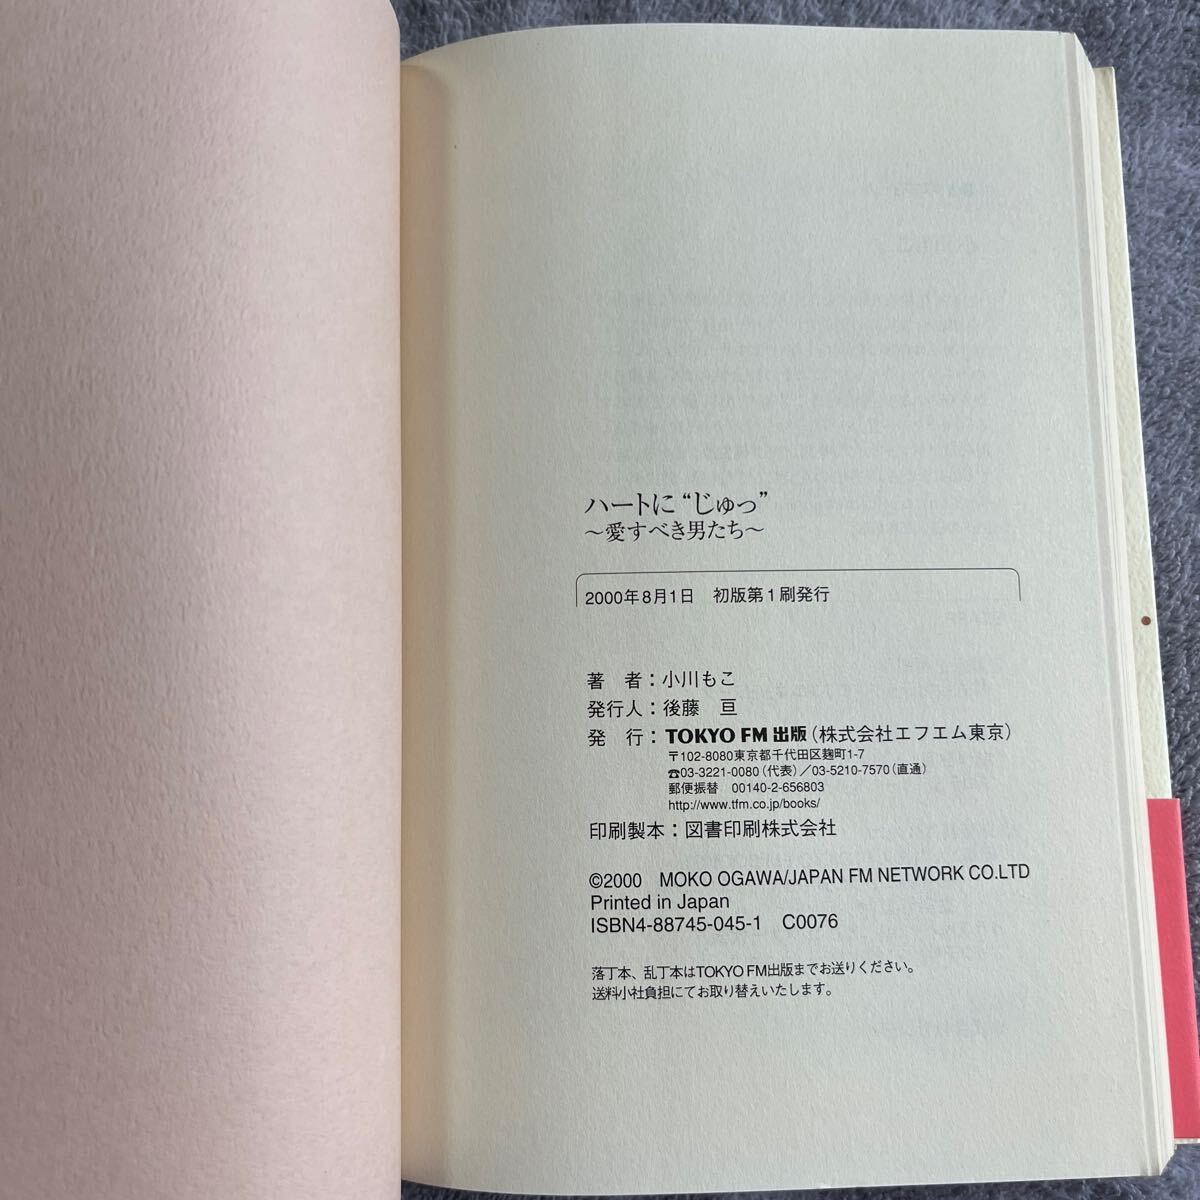 ハートに“じゅっ”
〜愛すべき男たち〜
2000年8月1日　初版第1刷発行
著　者：小川もこ
発行人：後藤　亘
発　行：TOKYO FM 出版（株式会社エフエム東京）
〒102-8080東京都千代田区麹町1-7
☎03-3221-0080（代表）／03-5210-7570（直通）
郵便振替　00140-2-656803
http://www.tfm.co.jp/books/
印刷製本：図書印刷株式会社
©2000　MOKO OGAWA/JAPAN FM NETWORK CO.LTD
Printed in Japan
ISBN4-88745-045-1　C0076
落丁本、乱丁本はTOKYO FM出版までお送りください。
送料小社負担にてお取り替えいたします。